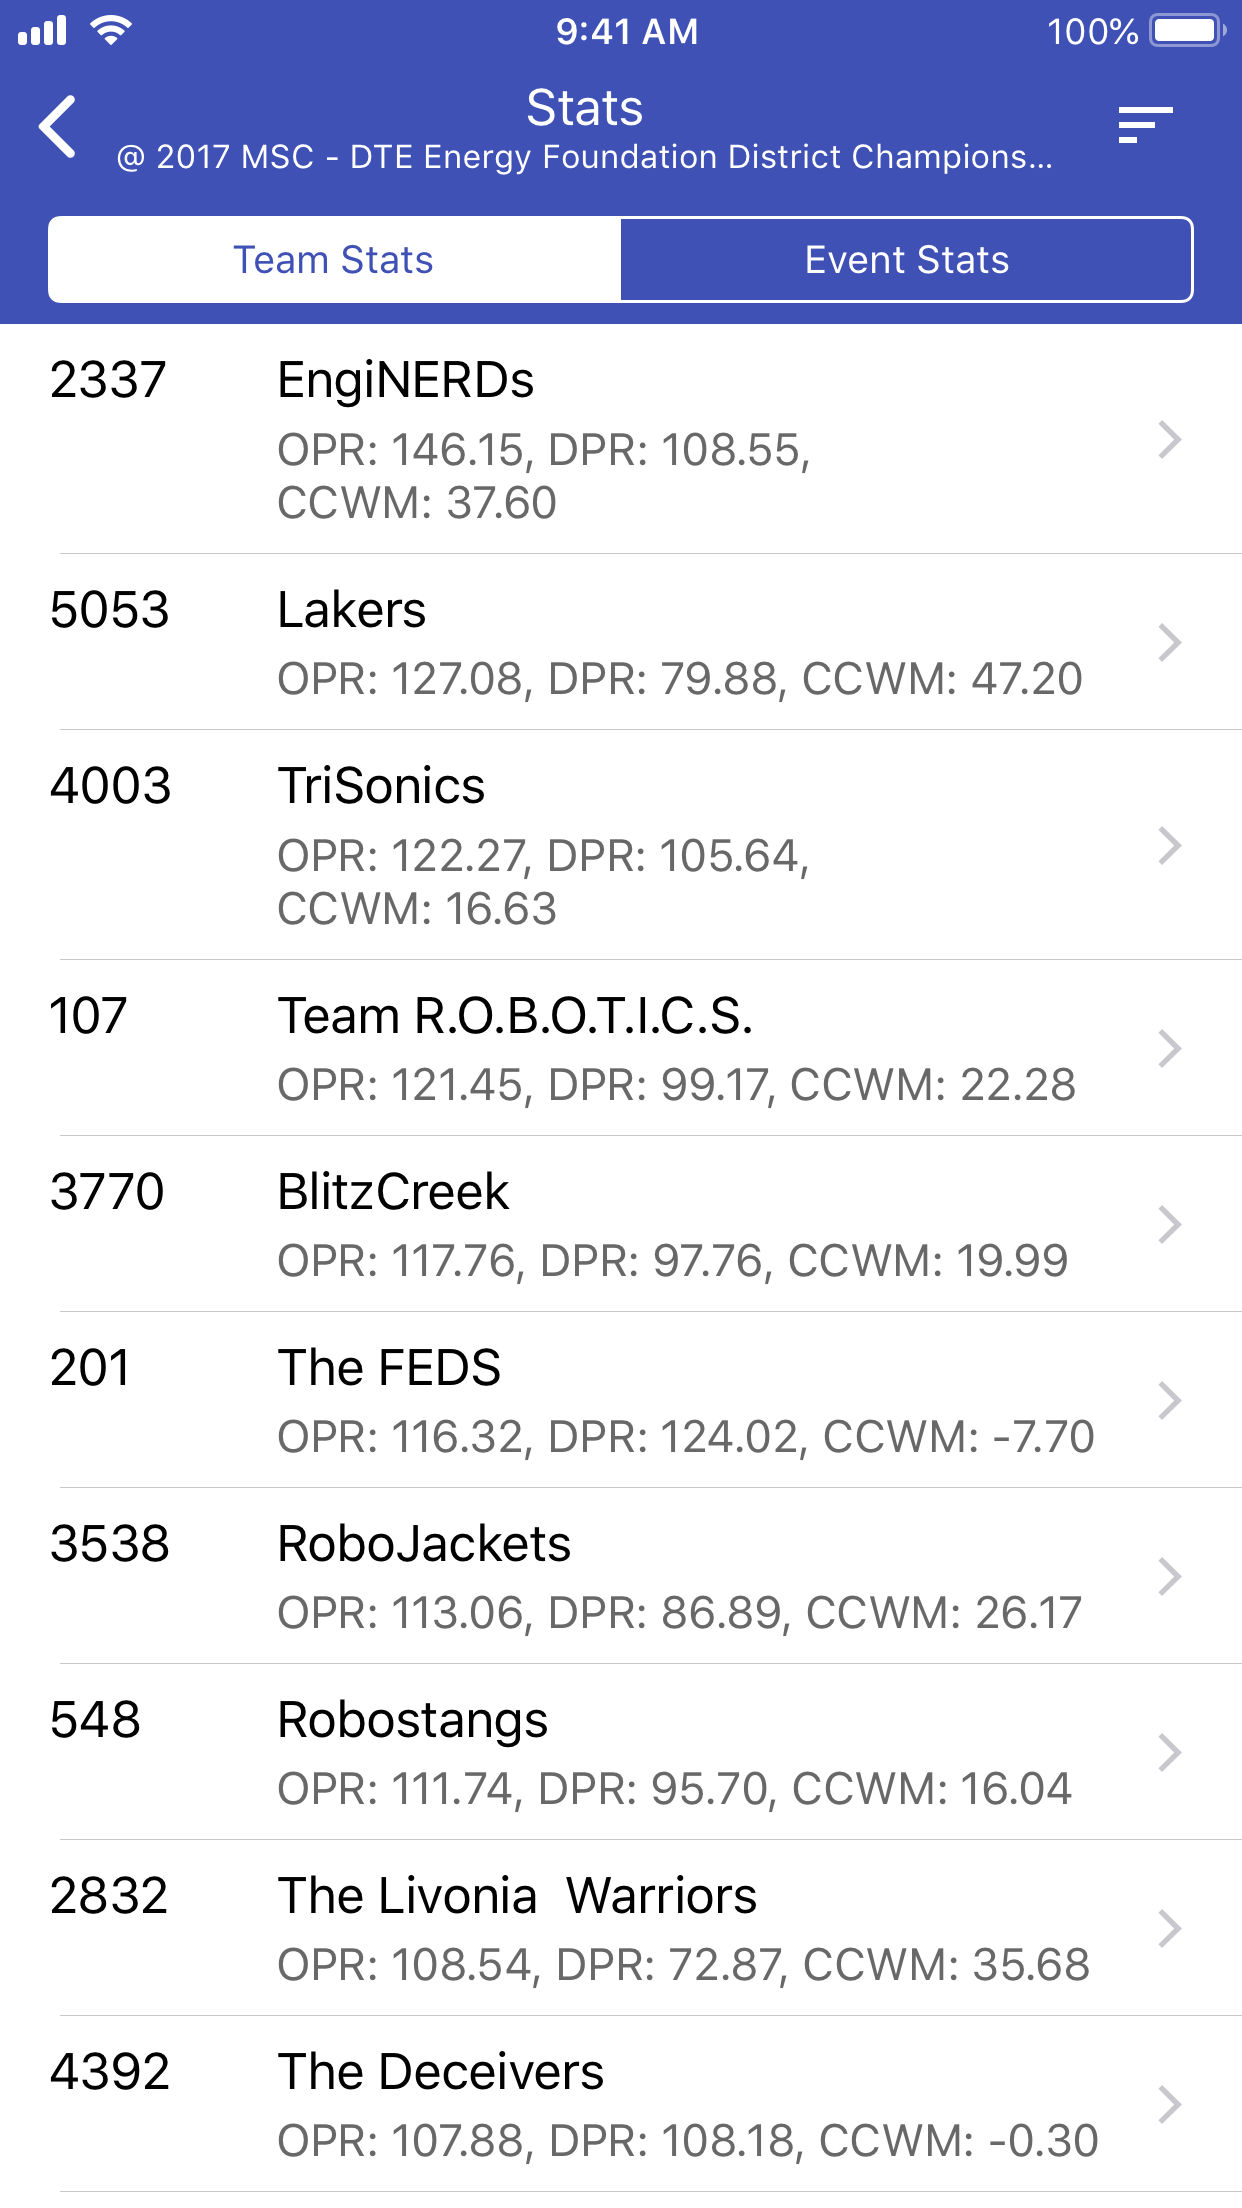 9:41 AM
100%
Stats
@ 2017 MSC - DTE Energy Foundation District Champions...
Team Stats
Event Stats
2337
EngiNERDs
OPR: 146.15, DPR: 108.55,
CCWM: 37.60
5053
Lakers
OPR: 127.08, DPR: 79.88, CCWM: 47.20
4003
TriSonics
OPR: 122.27, DPR: 105.64,
CCWM: 16.63
107
Team R.O.B.O.T.I.C.S.
OPR: 121.45, DPR: 99.17, CCWM: 22.28
3770
BlitzCreek
OPR: 117.76, DPR: 97.76, CCWM: 19.99
201
The FEDS
OPR: 116.32, DPR: 124.02, CCWM: -7.70
3538
RoboJackets
OPR: 113.06, DPR: 86.89, CCWM: 26.17
548
Robostangs
OPR: 111.74, DPR: 95.70, CCWM: 16.04
2832
The Livonia  Warriors
OPR: 108.54, DPR: 72.87, CCWM: 35.68
4392
The Deceivers
OPR: 107.88, DPR: 108.18, CCWM: -0.30